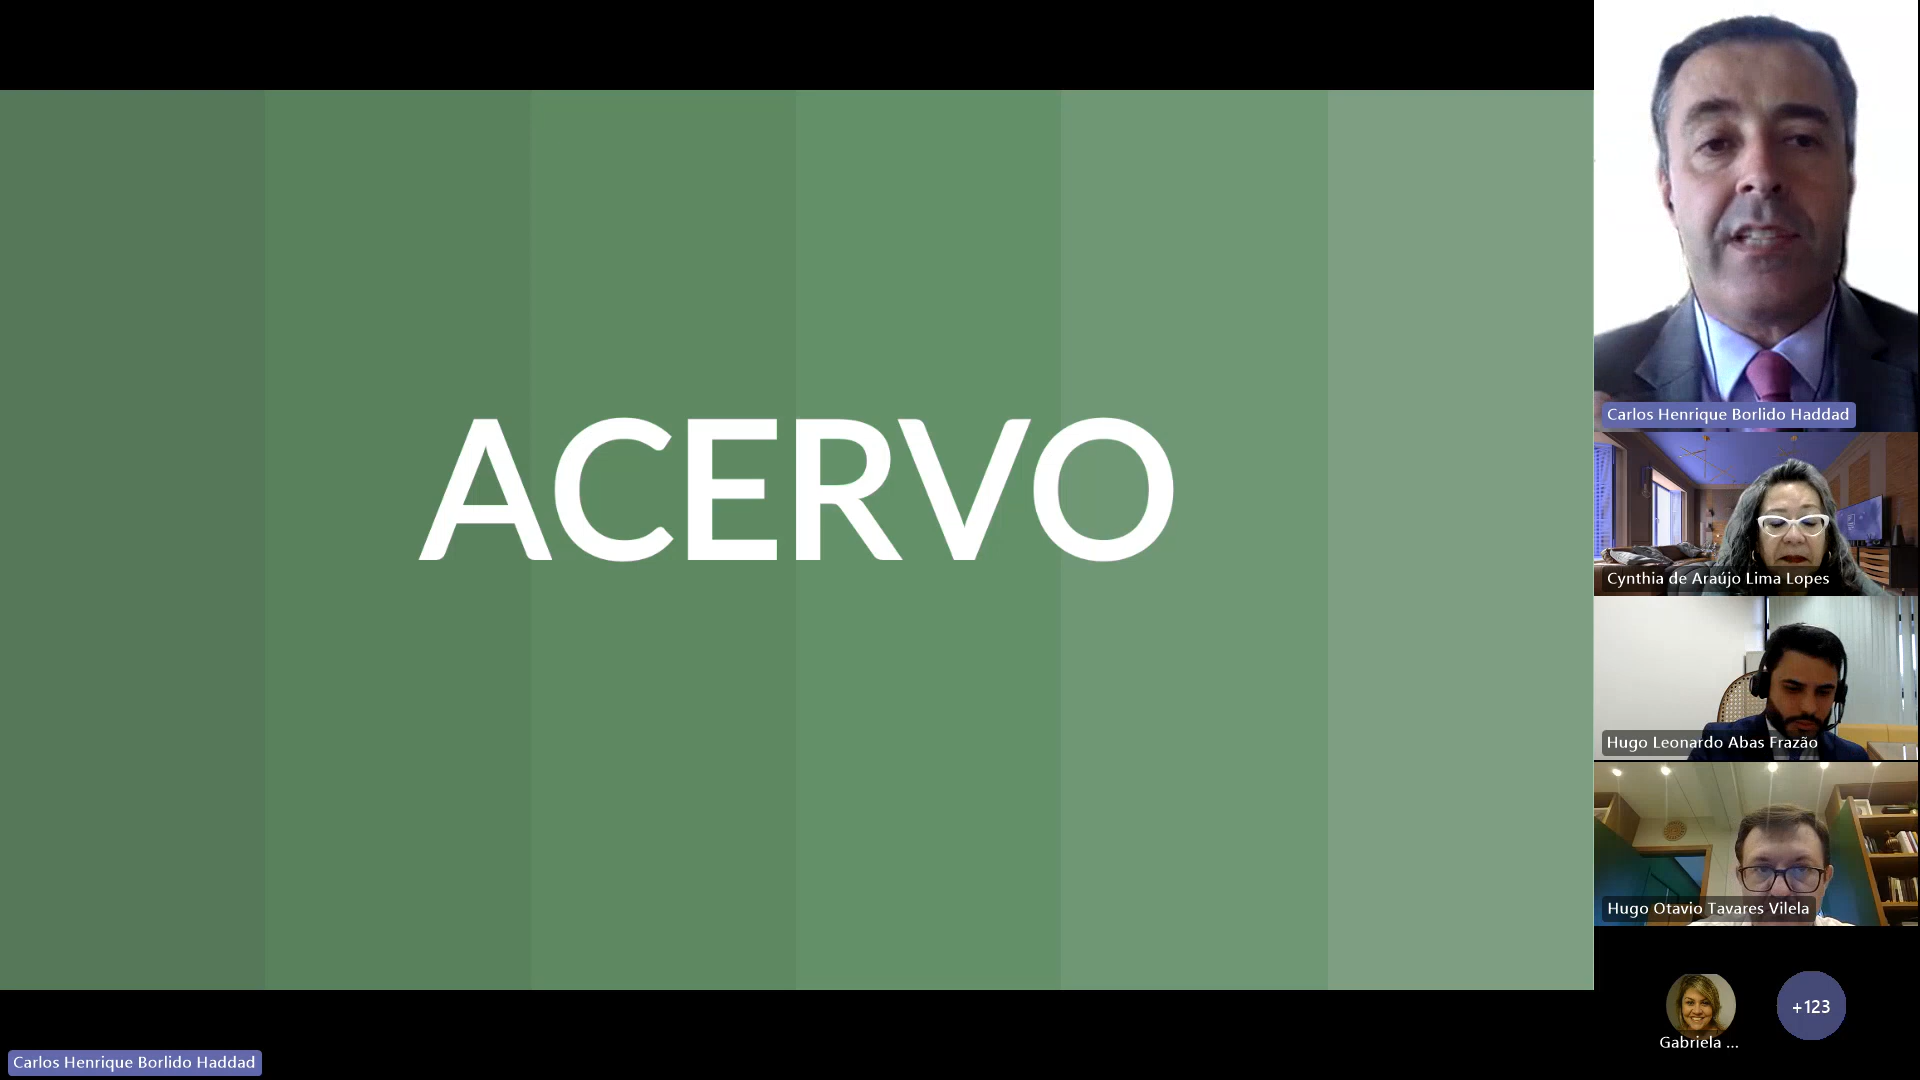 ACERVO
Carlos Henrique Borlido Haddad
Cynthia de Araújo Lima Lopes
Hugo Leonardo Abas Frazão
Hugo Otavio Tavares Vilela
Gabriela ...
+123
Carlos Henrique Borlido Haddad